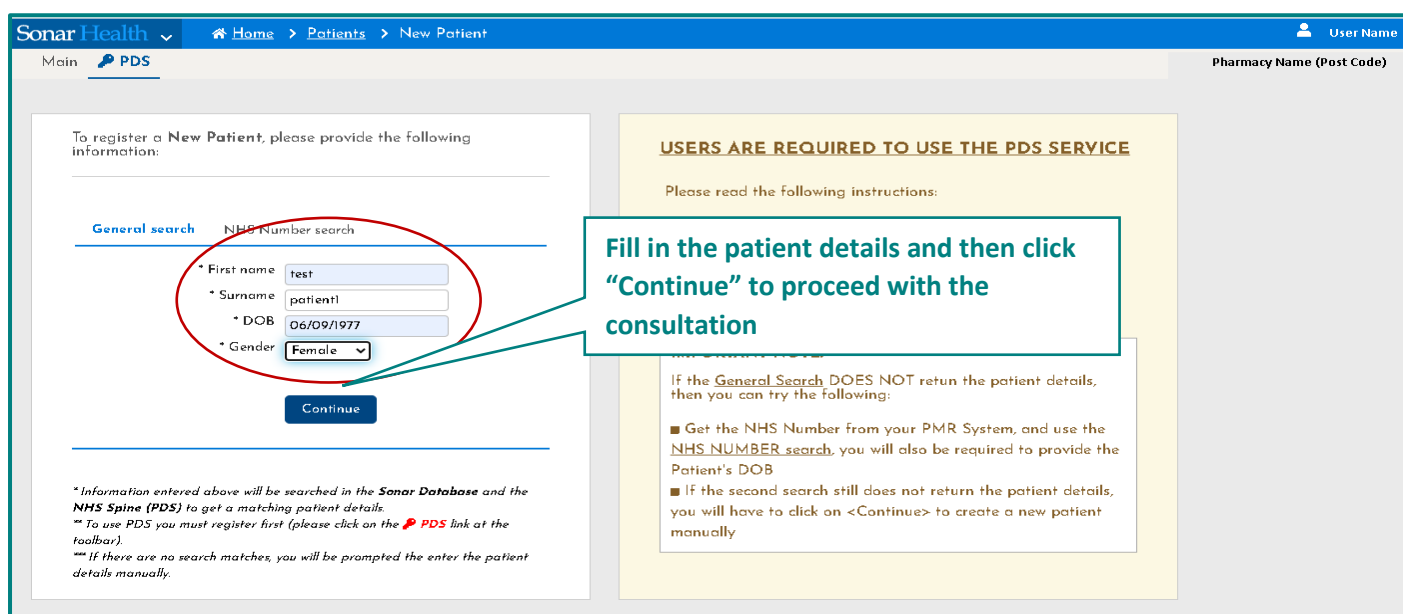 Sonar Health Home > Patients > New Patient User Name
Main PDS Pharmacy Name (Post Code)
To register a New Patient, please provide the following
information:
General search NHS Number search
* First name test
* Surname patient1
* DOB 06/09/1977
* Gender Female
Continue
* Information entered above will be searched in the Sonar Database and the
NHS Spine (PDS) to get a matching patient details.
** To use PDS you must register first (please click on the PDS link at the
toolbar).
*** If there are no search matches, you will be prompted the enter the patient
details manually.
USERS ARE REQUIRED TO USE THE PDS SERVICE
Please read the following instructions:
Fill in the patient details and then click
“Continue” to proceed with the
consultation
If the General Search DOES NOT retun the patient details,
then you can try the following:
■ Get the NHS Number from your PMR System, and use the
NHS NUMBER search, you will also be required to provide the
Patient's DOB
■ If the second search still does not return the patient details,
you will have to click on <Continue> to create a new patient
manually